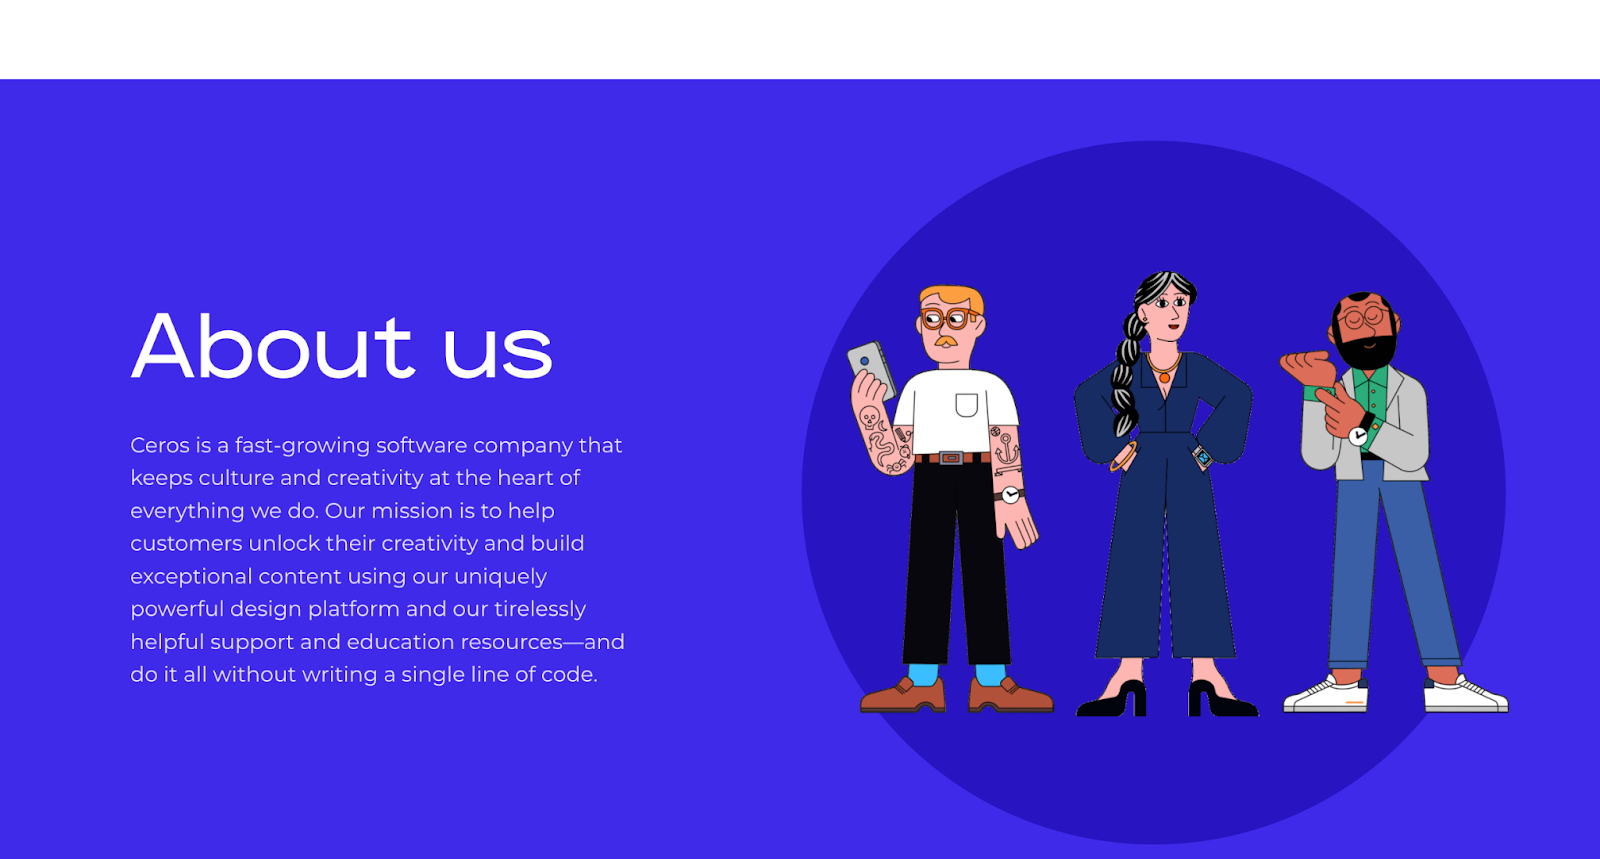 About us
Ceros is a fast-growing software company that
keeps culture and creativity at the heart of
everything we do. Our mission is to help
customers unlock their creativity and build
exceptional content using our uniquely
powerful design platform and our tirelessly
helpful support and education resources—and
do it all without writing a single line of code.